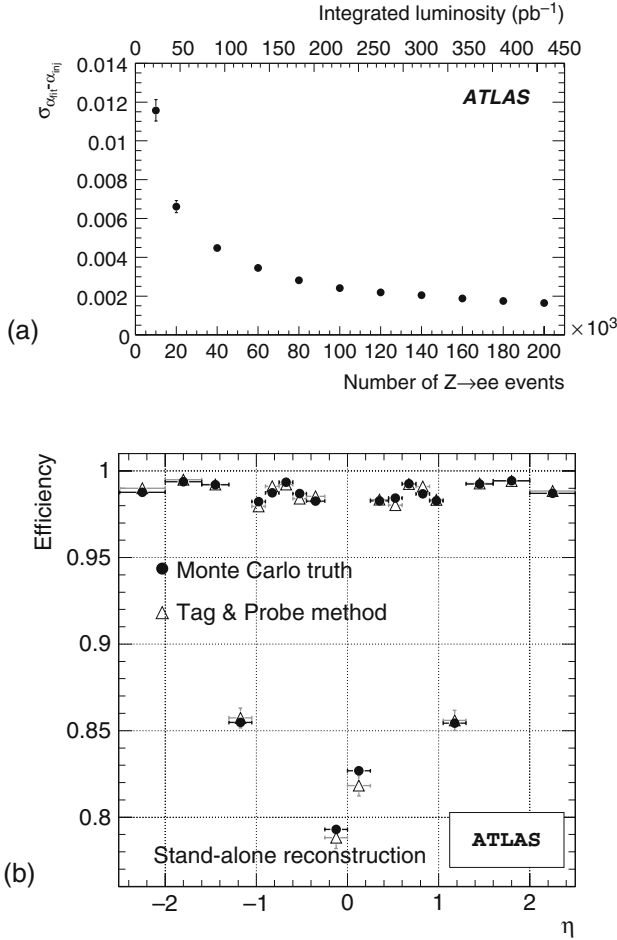 Integrated luminosity (pb⁻¹)
0 50 100 150 200 250 300 350 400 450
σ_{α_{fit}-α_{inj}}
0.014
0.012
0.01
0.008
0.006
0.004
0.002
0
ATLAS
(a)
0 20 40 60 80 100 120 140 160 180 200
×10³
Number of Z→ee events
Efficiency
1
0.95
0.9
0.85
0.8
Monte Carlo truth
Tag & Probe method
Stand-alone reconstruction
ATLAS
(b)
−2 −1 0 1 2
η